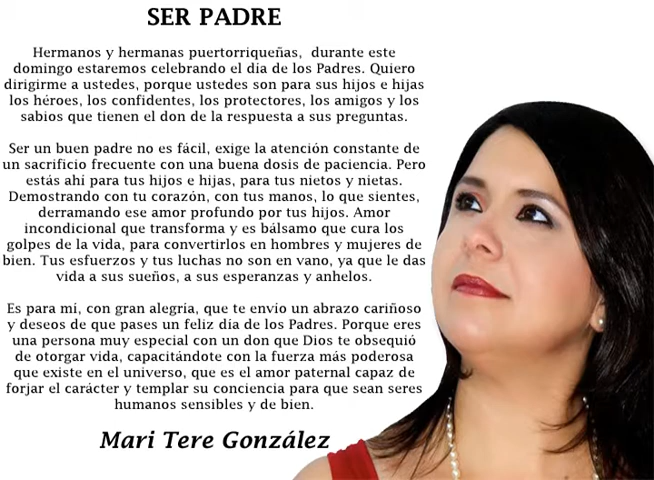 SER PADRE
Hermanos y hermanas puertorriqueñas, durante este
domingo estaremos celebrando el día de los Padres. Quiero
dirigirme a ustedes, porque ustedes son para sus hijos e hijas
los héroes, los confidentes, los protectores, los amigos y los
sabios que tienen el don de la respuesta a sus preguntas.
Ser un buen padre no es fácil, exige la atención constante de
un sacrificio frecuente con una buena dosis de paciencia. Pero
estás ahí para tus hijos e hijas, para tus nietos y nietas.
Demostrando con tu corazón, con tus manos, lo que sientes,
derramando ese amor profundo por tus hijos. Amor
incondicional que transforma y es bálsamo que cura los
golpes de la vida, para convertirlos en hombres y mujeres de
bien. Tus esfuerzos y tus luchas no son en vano, ya que le das
vida a sus sueños, a sus esperanzas y anhelos.
Es para mí, con gran alegría, que te envío un abrazo cariñoso
y deseos de que pases un feliz día de los Padres. Porque eres
una persona muy especial con un don que Dios te obsequió
de otorgar vida, capacitándote con la fuerza más poderosa
que existe en el universo, que es el amor paternal capaz de
forjar el carácter y templar su conciencia para que sean seres
humanos sensibles y de bien.
Mari Tere González